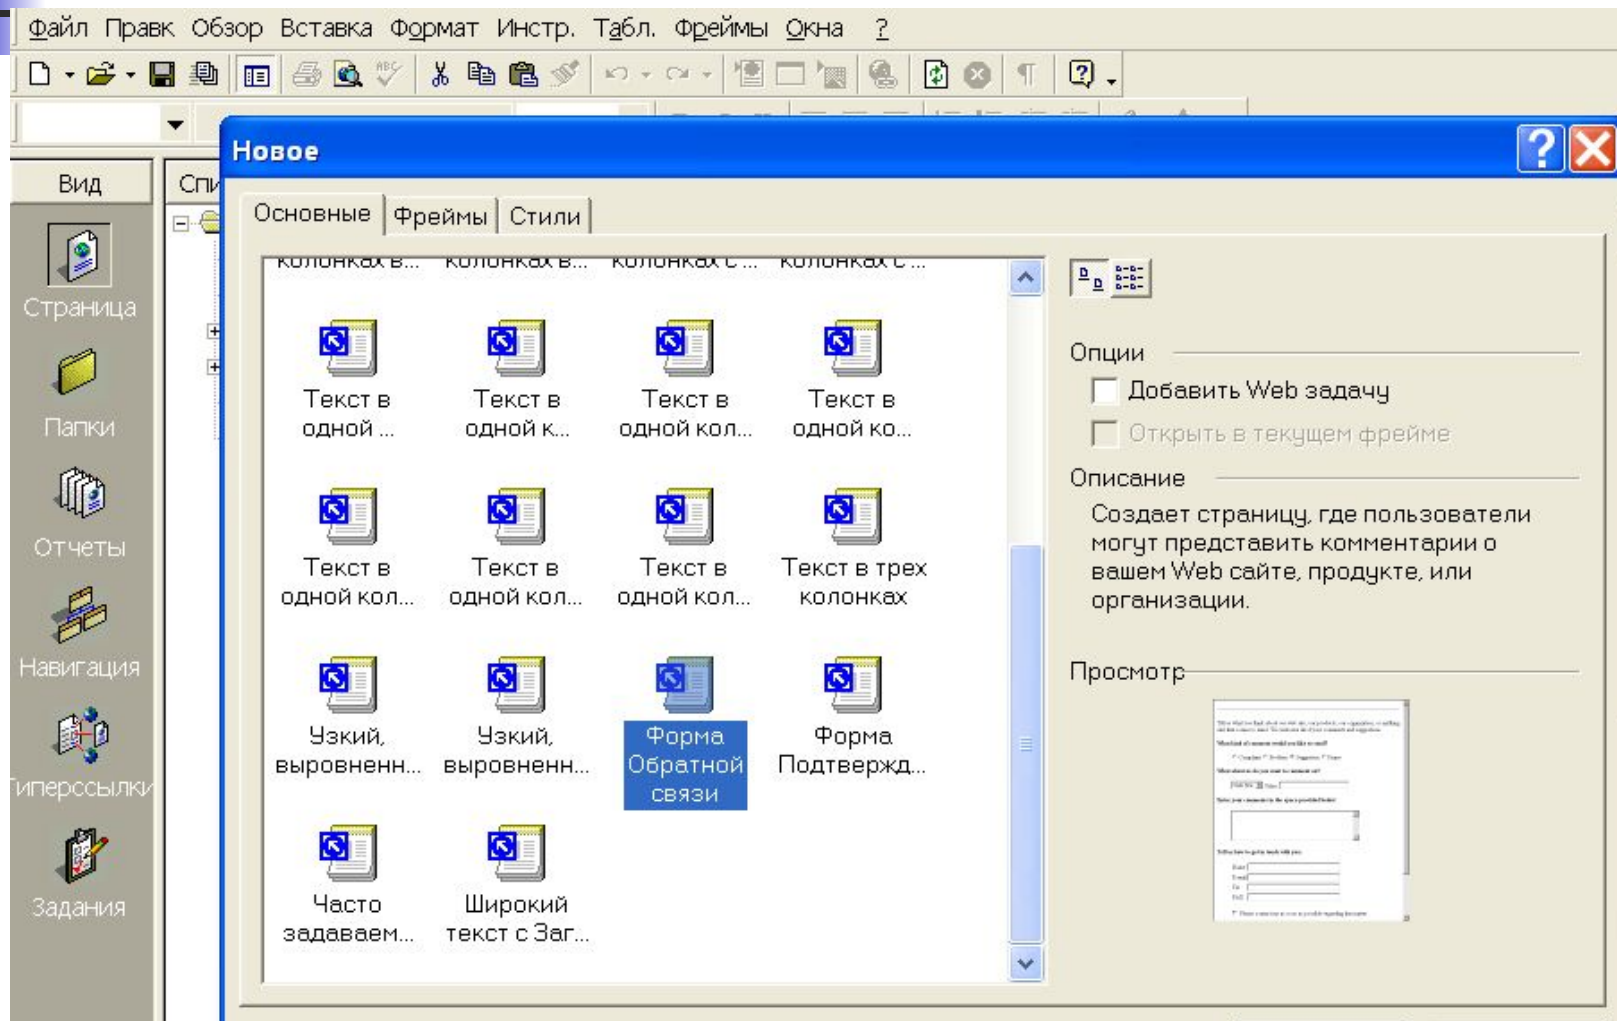 Файл Правк Обзор Вставка Формат Инстр. Табл. Фреймы Окна ?
ABC
Новое
Вид
Спи
Основные Фреймы Стили
колонках в... колонках в... колонках с ... колонках с ...
Страница
Папки
Отчеты
Навигация
Гиперссылки
Задания
Текст в одной ...
Текст в одной к...
Текст в одной кол...
Текст в одной ко...
Текст в одной кол...
Текст в одной кол...
Текст в одной кол...
Текст в трех колонках
Узкий, выровненн...
Узкий, выровненн...
Форма Обратной связи
Форма Подтвержд...
Часто задаваем...
Широкий текст с Заг...
Опции
Добавить Web задачу
Открыть в текущем фрейме
Описание
Создает страницу, где пользователи
могут представить комментарии о
вашем Web сайте, продукте, или
организации.
Просмотр